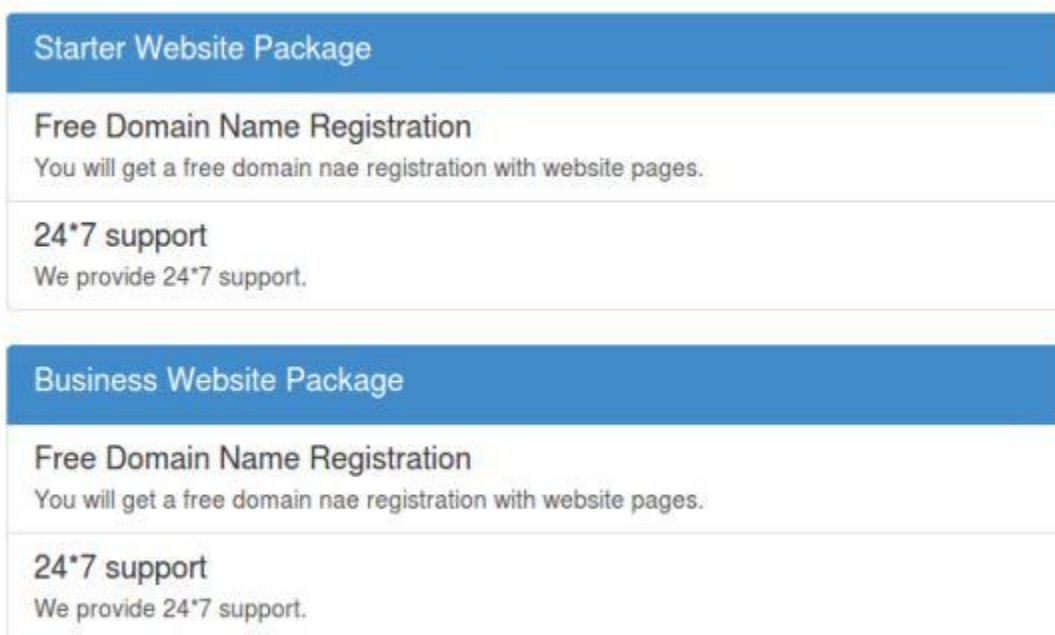 Starter Website Package
Free Domain Name Registration
You will get a free domain nae registration with website pages.
24*7 support
We provide 24*7 support.
Business Website Package
Free Domain Name Registration
You will get a free domain nae registration with website pages.
24*7 support
We provide 24*7 support.